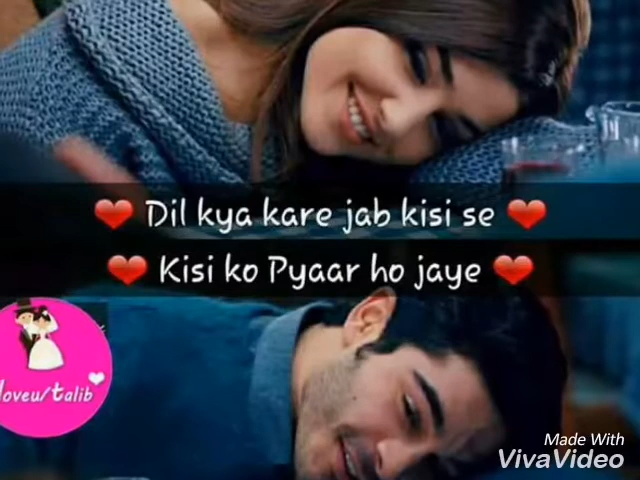 ❤ Dil kya kare jab kisi se ❤
❤ Kisi ko Pyaar ho jaye ❤
loveu/talib
Made With
VivaVideo